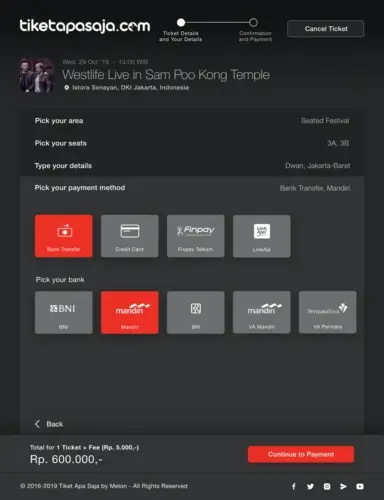 tiketapasaja.com
Ticket Details
and Your Details
Confirmation
and Payment
Cancel Ticket
Wed, 28 Oct '19 • 13:00 WIB
Westlife Live in Sam Poo Kong Temple
Istora Senayan, DKI Jakarta, Indonesia
Pick your area
Seated Festival
Pick your seats
3A, 3B
Type your details
Dwan, Jakarta-Barat
Pick your payment method
Bank Transfer, Mandiri
Bank Transfer
Credit Card
Finpay
Finpay Telkom
LinkAja!
LinkAja
Pick your bank
BNI
BNI
mandiri
Mandiri
BRI
mandiri
VA Mandiri
PermataBank
VA Permata
Back
Total for 1 Ticket + Fee (Rp. 5.000,-)
Rp. 600.000,-
Continue to Payment
© 2016-2019 Tiket Apa Saja by Melon - All Rights Reserved